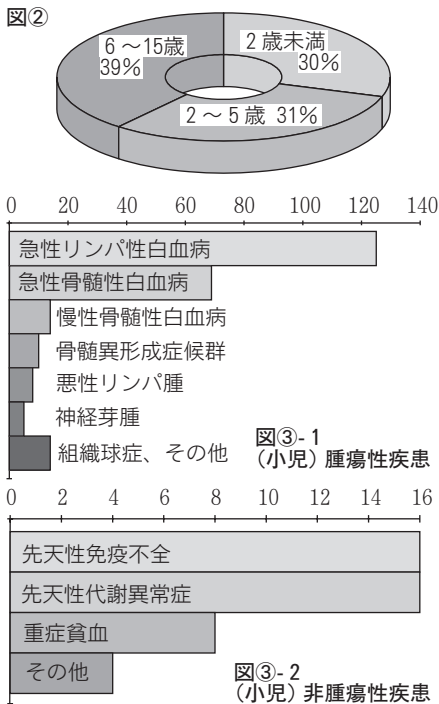 図②
6〜15歳
39%
2歳未満
30%
2〜5歳 31%
0 20 40 60 80 100 120 140
急性リンパ性白血病
急性骨髄性白血病
慢性骨髄性白血病
骨髄異形成症候群
悪性リンパ腫
神経芽腫
組織球症、その他
図③-1
(小児) 腫瘍性疾患
0 2 4 6 8 10 12 14 16
先天性免疫不全
先天性代謝異常症
重症貧血
その他
図③-2
(小児) 非腫瘍性疾患